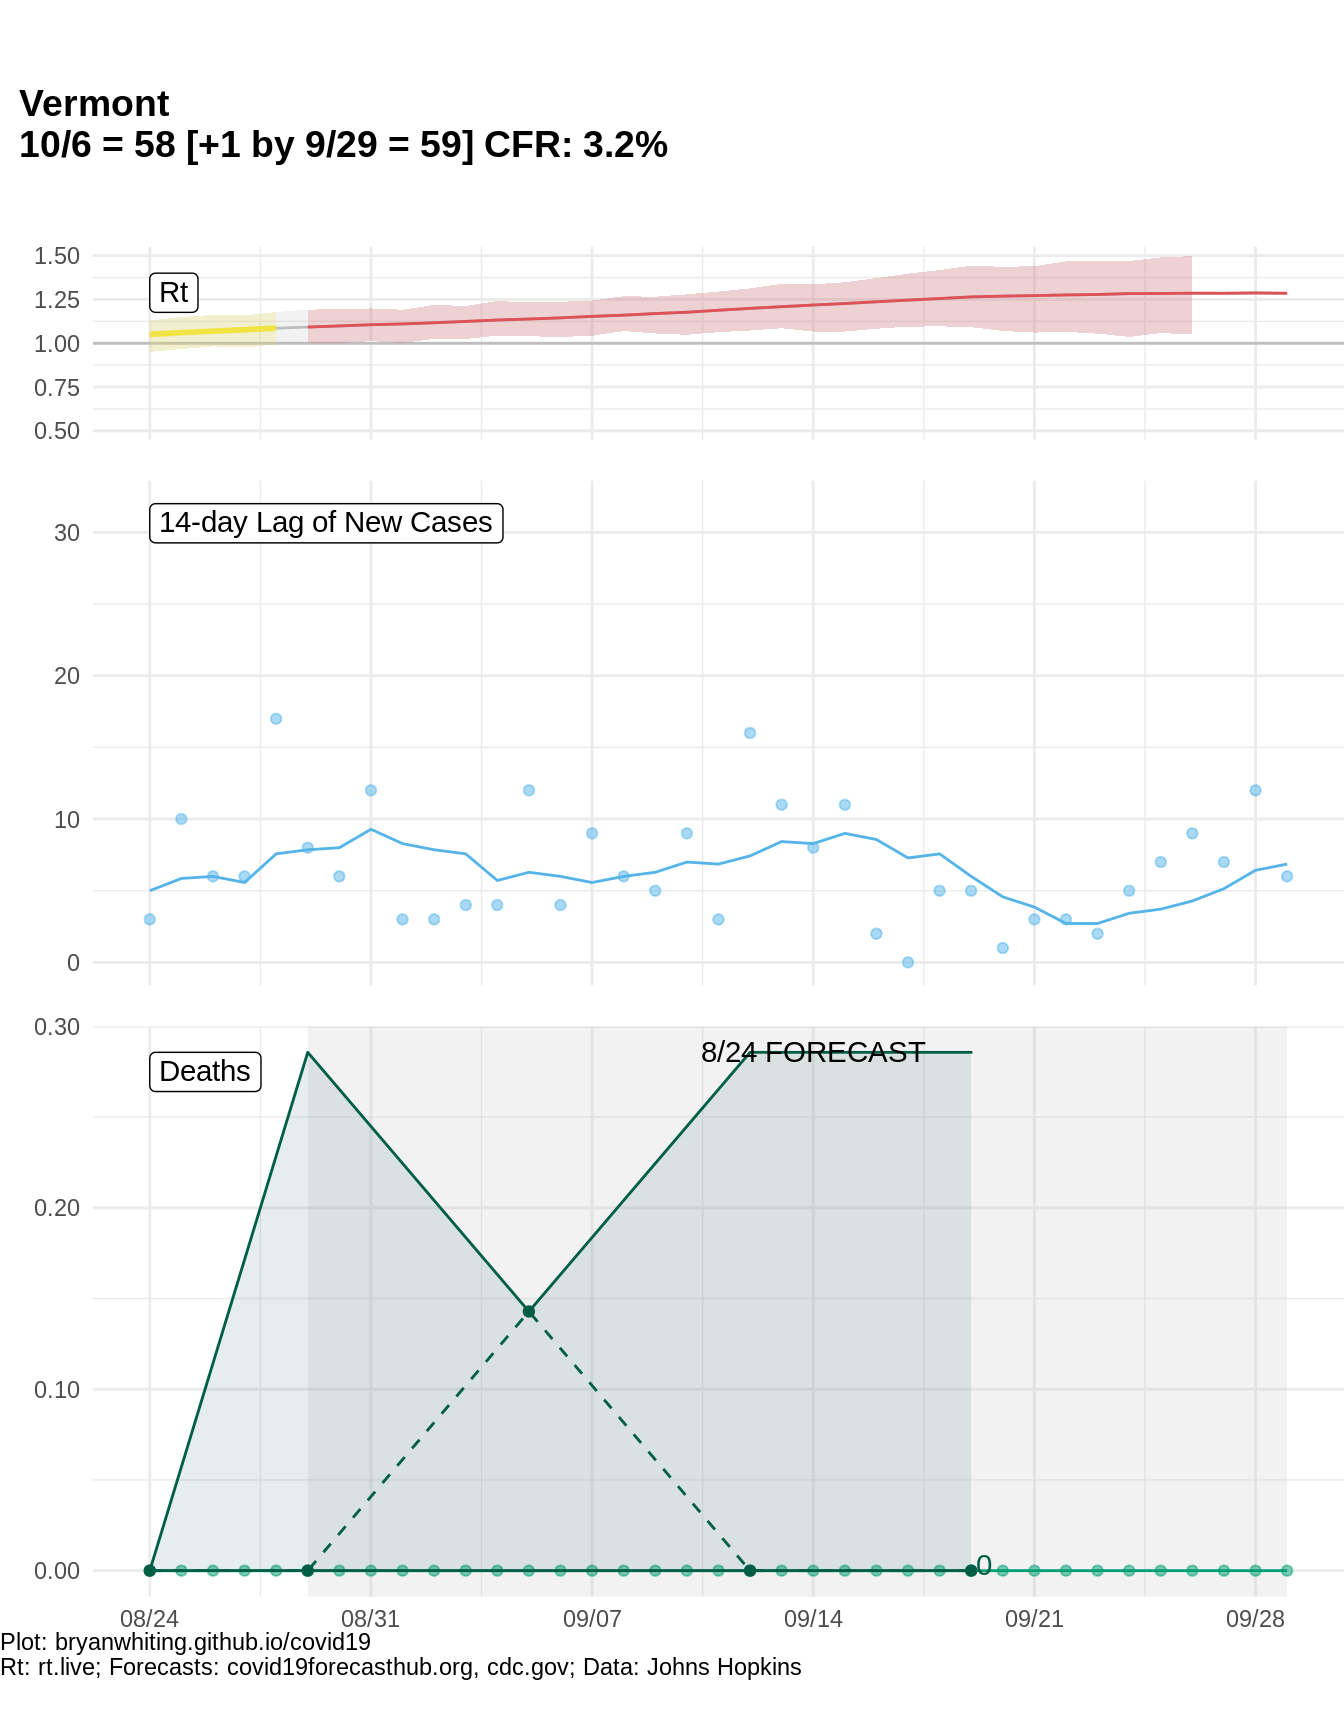 Vermont
10/6 = 58 [+1 by 9/29 = 59] CFR: 3.2%
1.50
1.25
1.00
0.75
0.50
Rt
30
20
10
0
14-day Lag of New Cases
0.30
0.20
0.10
0.00
Deaths
8/24 FORECAST
0
08/24 08/31 09/07 09/14 09/21 09/28
Plot: bryanwhiting.github.io/covid19
Rt: rt.live; Forecasts: covid19forecasthub.org, cdc.gov; Data: Johns Hopkins